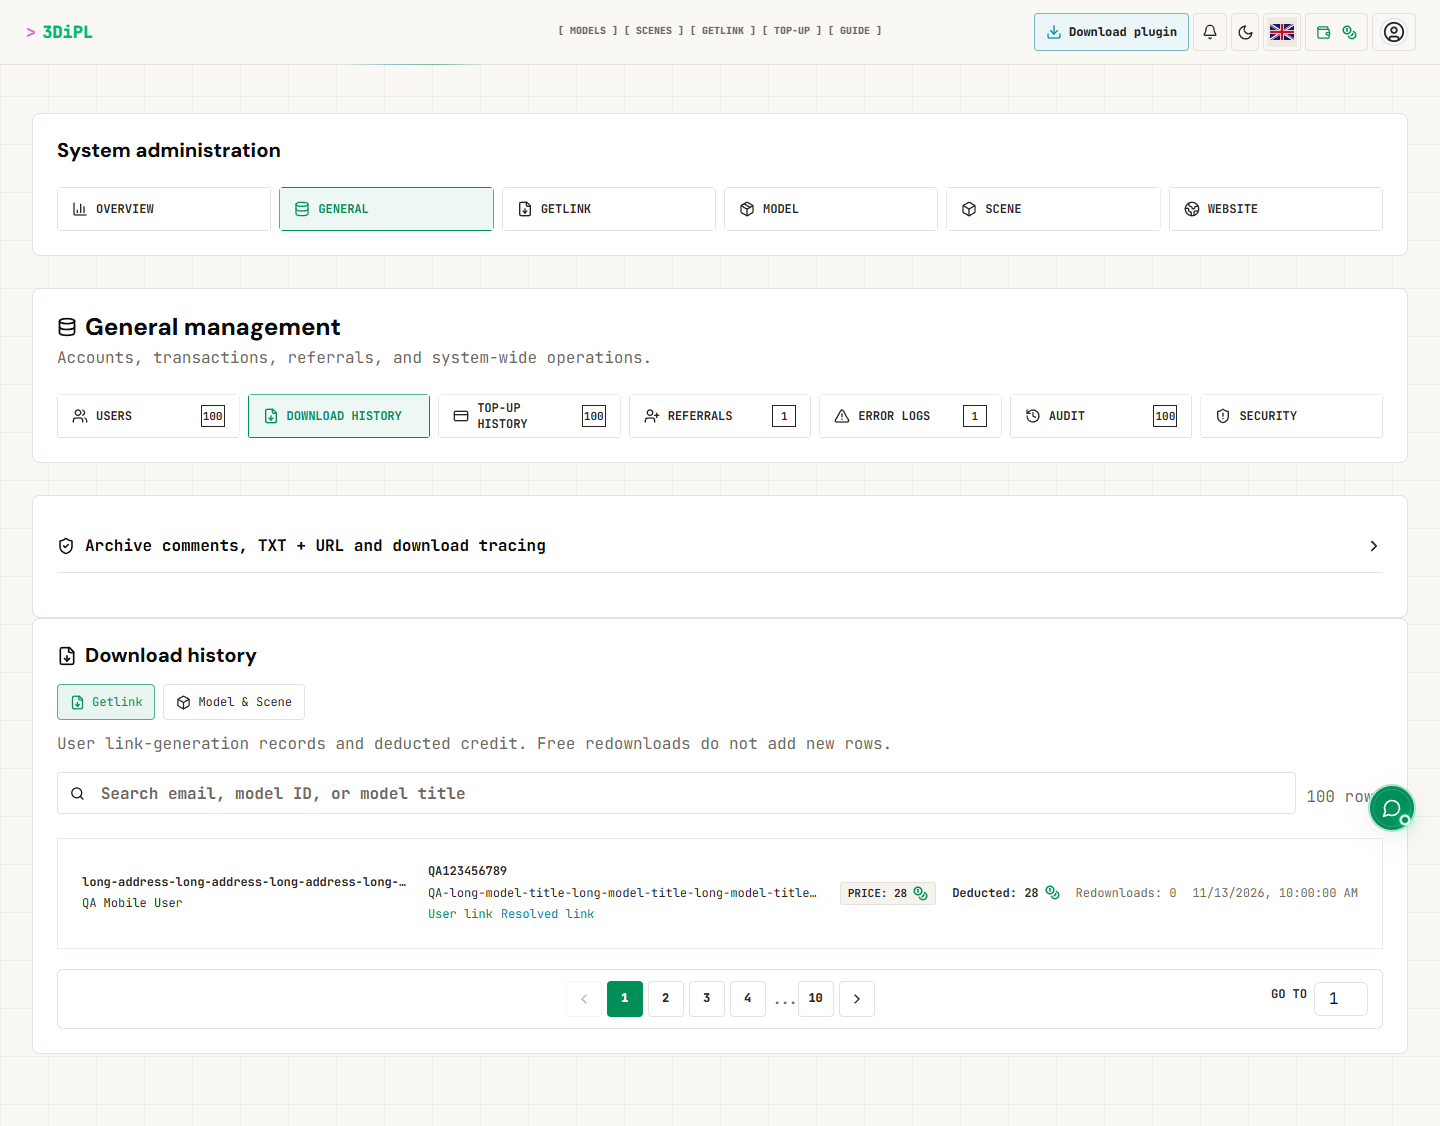 > 3DiPL
[ MODELS ] [ SCENES ] [ GETLINK ] [ TOP-UP ] [ GUIDE ]
Download plugin
System administration
OVERVIEW
GENERAL
GETLINK
MODEL
SCENE
WEBSITE
General management
Accounts, transactions, referrals, and system-wide operations.
USERS 100
DOWNLOAD HISTORY
TOP-UP
HISTORY 100
REFERRALS 1
ERROR LOGS 1
AUDIT 100
SECURITY
Archive comments, TXT + URL and download tracing
Download history
Getlink
Model & Scene
User link-generation records and deducted credit. Free redownloads do not add new rows.
Search email, model ID, or model title
100
long-address-long-address-long-address-long-…
QA Mobile User
QA123456789
QA-long-model-title-long-model-title-long-model-title…
User link Resolved link
PRICE: 28
Deducted: 28
Redownloads: 0
11/13/2026, 10:00:00 AM
1 2 3 4 ... 10
GO TO 1